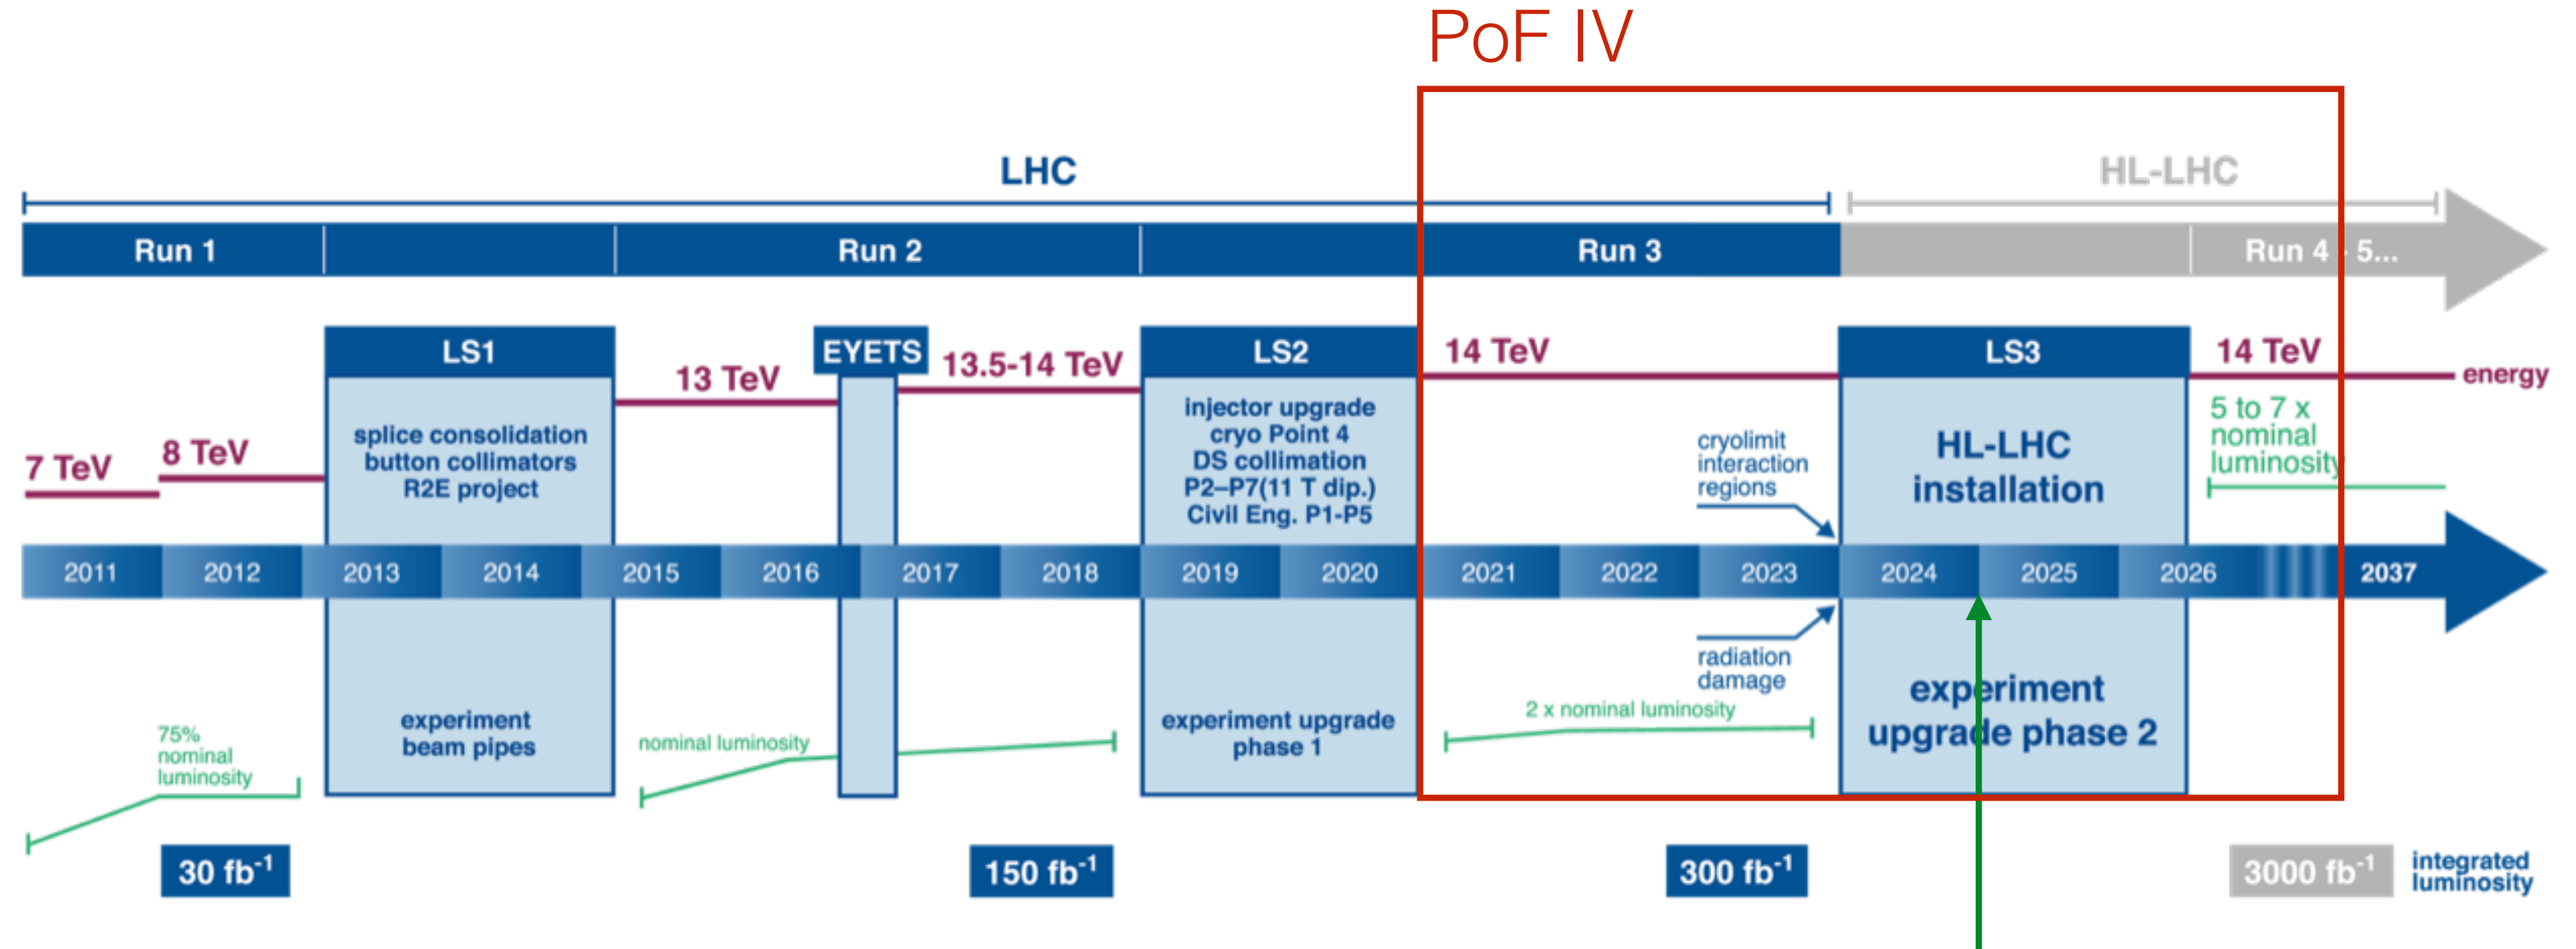 PoF IV
LHC
HL-LHC
Run 1
Run 2
Run 3
Run 4 - 5...
LS1
EYETS
LS2
LS3
7 TeV
8 TeV
13 TeV
13.5-14 TeV
14 TeV
14 TeV
energy
splice consolidation
button collimators
R2E project
injector upgrade
cryo Point 4
DS collimation
P2–P7(11 T dip.)
Civil Eng. P1-P5
cryolimit
interaction
regions
HL-LHC
installation
5 to 7 x
nominal
luminosity
2011 2012 2013 2014 2015 2016 2017 2018 2019 2020 2021 2022 2023 2024 2025 2026 2037
75%
nominal
luminosity
experiment
beam pipes
nominal luminosity
experiment upgrade
phase 1
radiation
damage
2 x nominal luminosity
experiment
upgrade phase 2
30 fb⁻¹
150 fb⁻¹
300 fb⁻¹
3000 fb⁻¹
integrated
luminosity